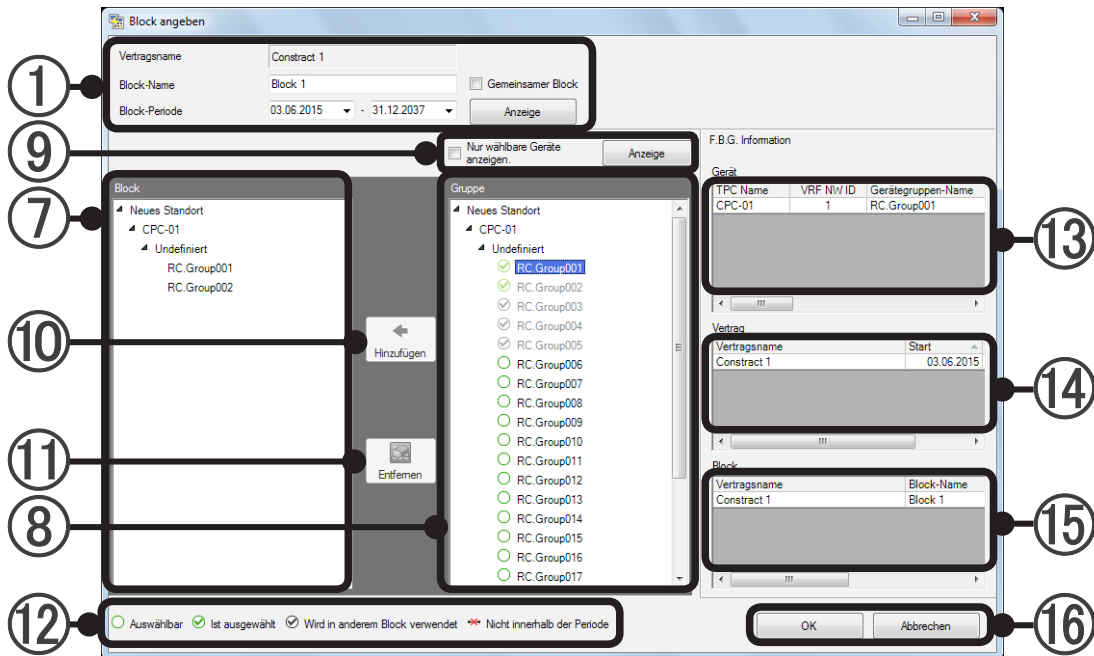 Block angeben
① Vertragsname Constract 1
Block-Name Block 1 Gemeinsamer Block
Block-Periode 03.06.2015 - 31.12.2037 Anzeige
⑨ Nur wählbare Geräte anzeigen. Anzeige
⑦ Block
Neues Standort
CPC-01
Undefiniert
RC.Group001
RC.Group002
⑩ Hinzufügen
⑪ Entfernen
⑧ Gruppe
Neues Standort
CPC-01
Undefiniert
RC.Group001
RC.Group002
RC.Group003
RC.Group004
RC.Group005
RC.Group006
RC.Group007
RC.Group008
RC.Group009
RC.Group010
RC.Group011
RC.Group012
RC.Group013
RC.Group014
RC.Group015
RC.Group016
RC.Group017
F.B.G. Information
Gerät
TPC Name VRF NW ID Gerätegruppen-Name
CPC-01 1 RC.Group001
⑬
Vertrag
Vertragsname Start
Constract 1 03.06.2015
⑭
Block
Vertragsname Block-Name
Constract 1 Block 1
⑮
⑫ Auswählbar Ist ausgewählt Wird in anderem Block verwendet Nicht innerhalb der Periode
OK Abbrechen ⑯